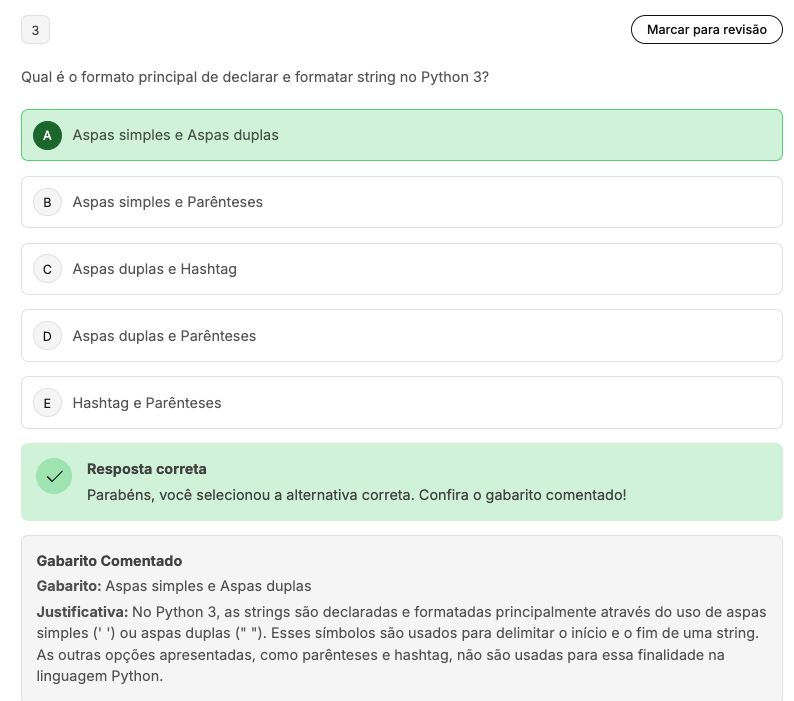 3
Marcar para revisão
Qual é o formato principal de declarar e formatar string no Python 3?
A Aspas simples e Aspas duplas
B Aspas simples e Parênteses
C Aspas duplas e Hashtag
D Aspas duplas e Parênteses
E Hashtag e Parênteses
Resposta correta
Parabéns, você selecionou a alternativa correta. Confira o gabarito comentado!
Gabarito Comentado
Gabarito: Aspas simples e Aspas duplas
Justificativa: No Python 3, as strings são declaradas e formatadas principalmente através do uso de aspas
simples (' ') ou aspas duplas (" "). Esses símbolos são usados para delimitar o início e o fim de uma string.
As outras opções apresentadas, como parênteses e hashtag, não são usadas para essa finalidade na
linguagem Python.